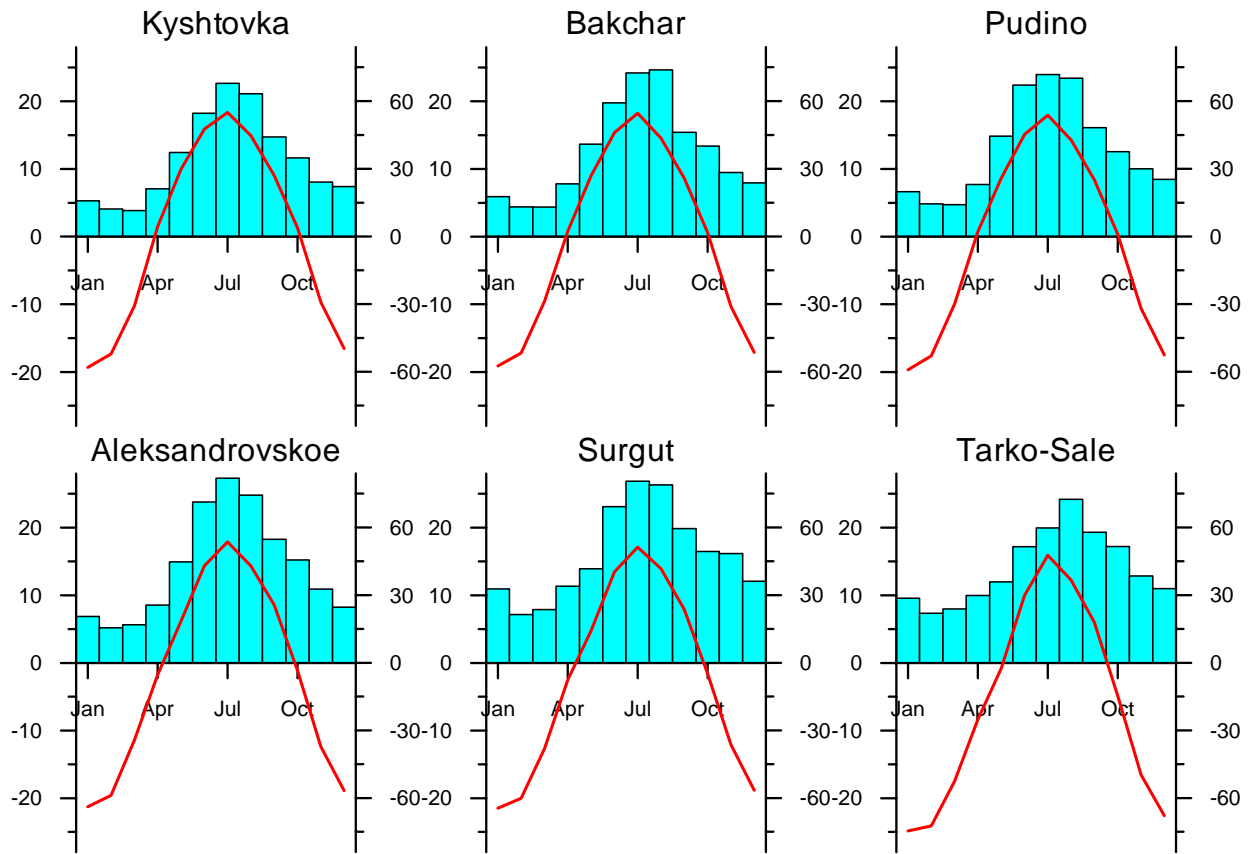 Kyshtovka Bakchar Pudino
20 60 20 60 20 60
10 30 10 30 10 30
0 0 0 0 0 0
Jan Apr Jul Oct Jan Apr Jul Oct Jan Apr Jul Oct
-10 -30 -10 -30 -10 -30
-20 -60 -20 -60 -20 -60
Aleksandrovskoe Surgut Tarko-Sale
20 60 20 60 20 60
10 30 10 30 10 30
0 0 0 0 0 0
Jan Apr Jul Oct Jan Apr Jul Oct Jan Apr Jul Oct
-10 -30 -10 -30 -10 -30
-20 -60 -20 -60 -20 -60